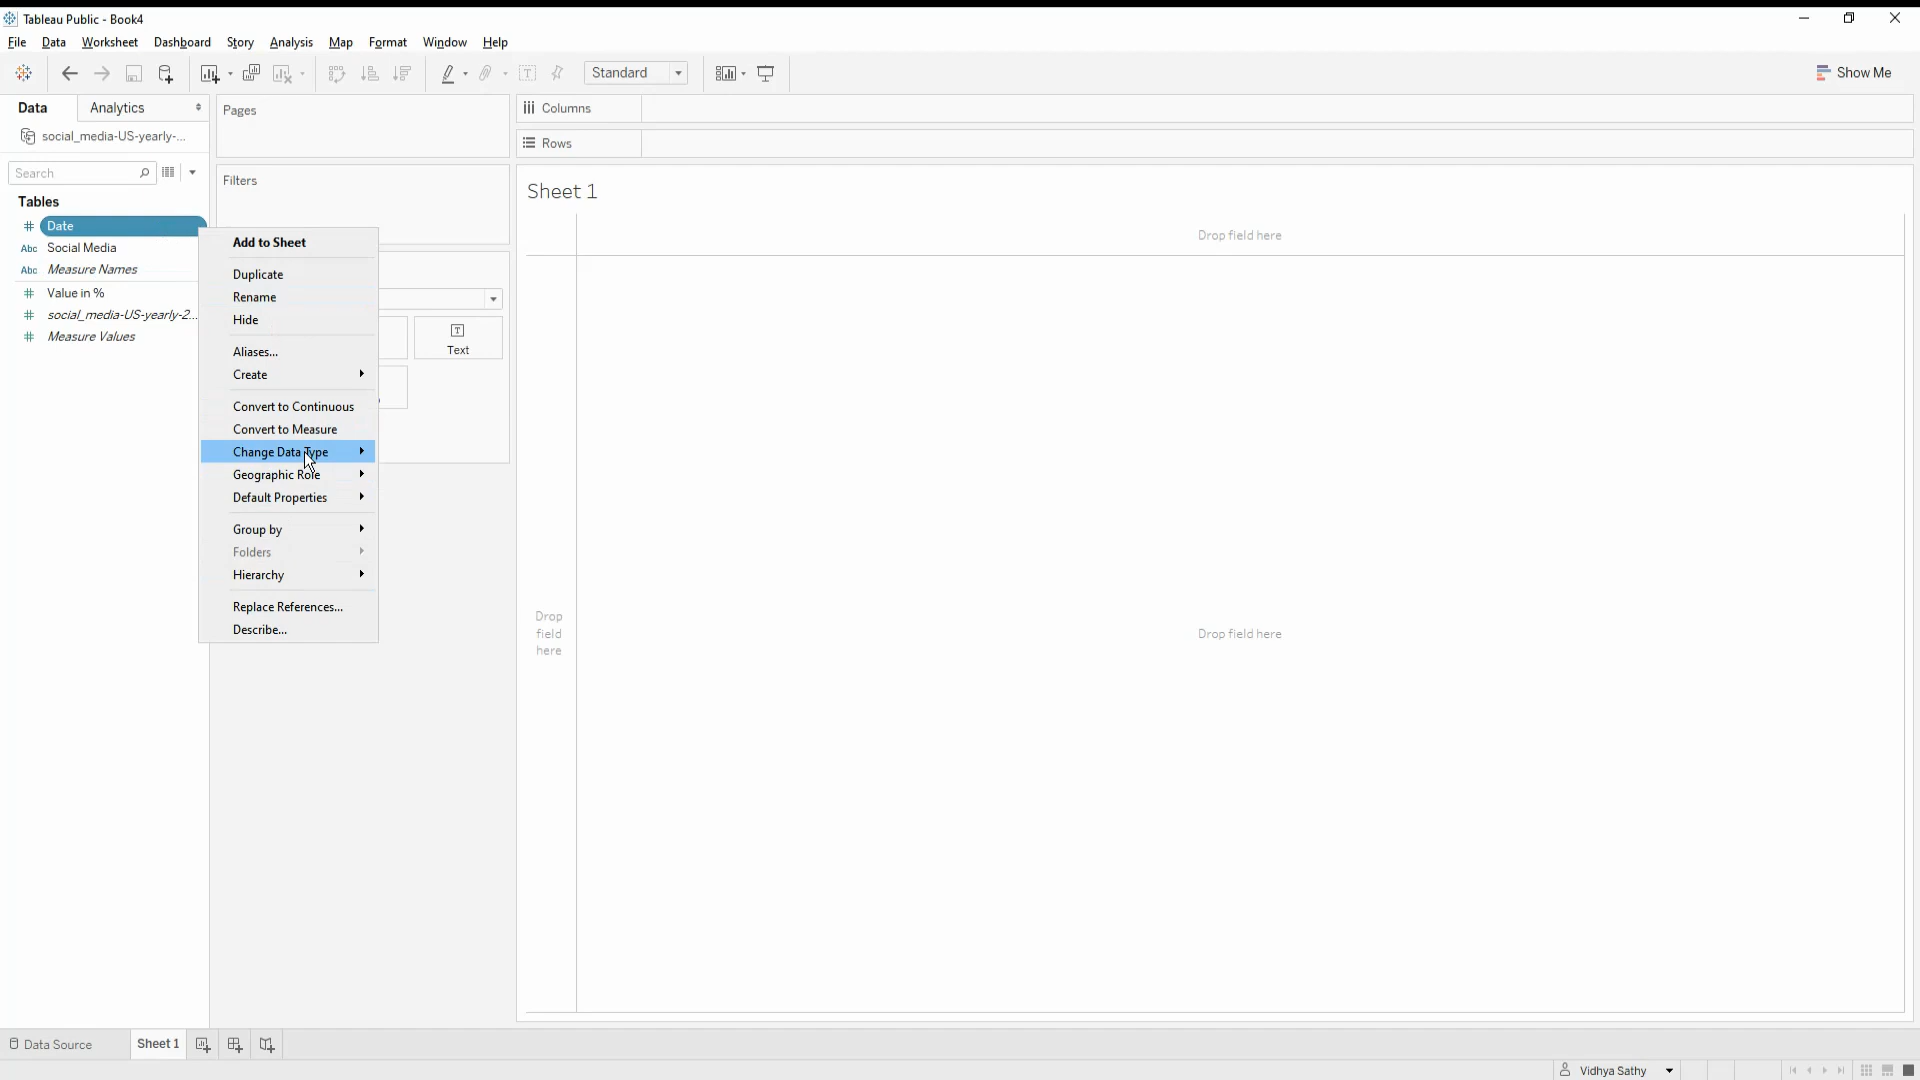 Tableau Public - Book4
File Data Worksheet Dashboard Story Analysis Map Format Window Help
Standard
Show Me
Data Analytics
Pages
Columns
social_media-US-yearly-...
Rows
Search
Filters
Sheet 1
Tables
Date
Social Media
Measure Names
Value in %
social_media-US-yearly-2...
Measure Values
Add to Sheet
Duplicate
Rename
Hide
Aliases...
Create
Convert to Continuous
Convert to Measure
Change Data Type
Geographic Role
Default Properties
Group by
Folders
Hierarchy
Replace References...
Describe...
Text
Drop field here
Drop
field
here
Drop field here
Abc
Abc
Data Source
Sheet 1
Vidhya Sathy